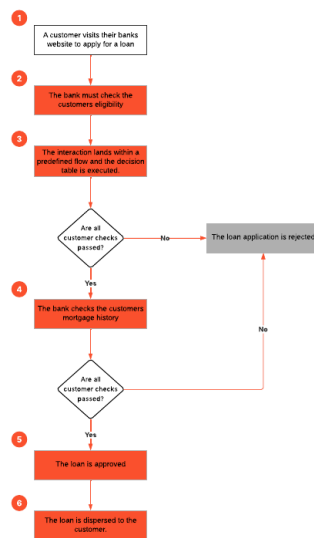 1
A customer visits their banks
website to apply for a loan
2
The bank must check the
customers eligibility
3
The interaction lands within a
predefined flow and the decision
table is executed.
Are all
customer checks
passed?
No
The loan application is rejected
Yes
4
The bank checks the customers
mortgage history
Are all
customer checks
passed?
No
Yes
5
The loan is approved
6
The loan is dispersed to the
customer.